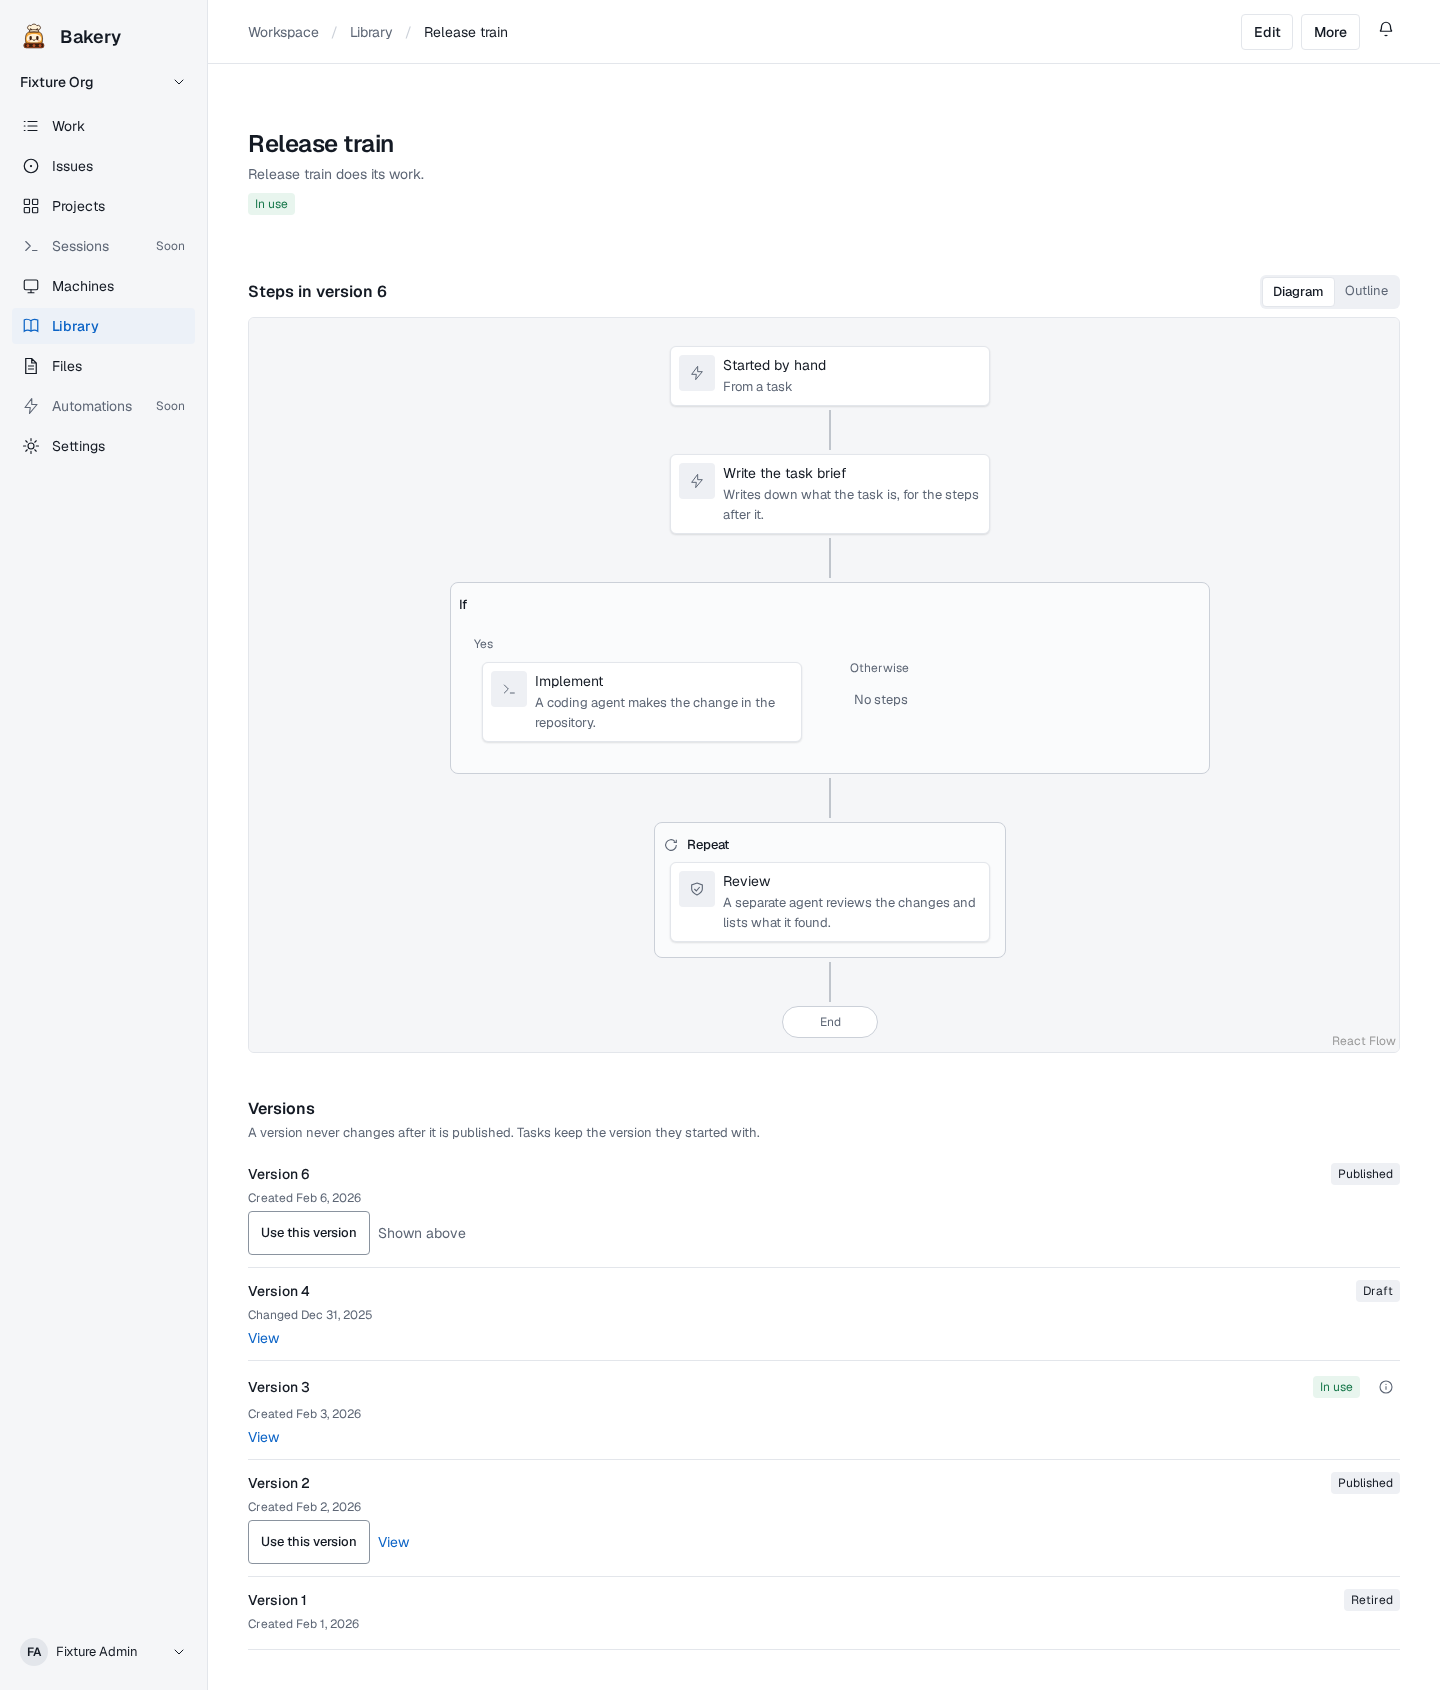 Bakery
Fixture Org
Work
Issues
Projects
Sessions Soon
Machines
Library
Files
Automations Soon
Settings
FA Fixture Admin
Workspace / Library / Release train
Edit More
Release train
Release train does its work.
In use
Steps in version 6
Diagram Outline
Started by hand
From a task
Write the task brief
Writes down what the task is, for the steps
after it.
If
Yes
Implement
A coding agent makes the change in the
repository.
Otherwise
No steps
Repeat
Review
A separate agent reviews the changes and
lists what it found.
End
React Flow
Versions
A version never changes after it is published. Tasks keep the version they started with.
Version 6 Published
Created Feb 6, 2026
Use this version Shown above
Version 4 Draft
Changed Dec 31, 2025
View
Version 3 In use
Created Feb 3, 2026
View
Version 2 Published
Created Feb 2, 2026
Use this version View
Version 1 Retired
Created Feb 1, 2026